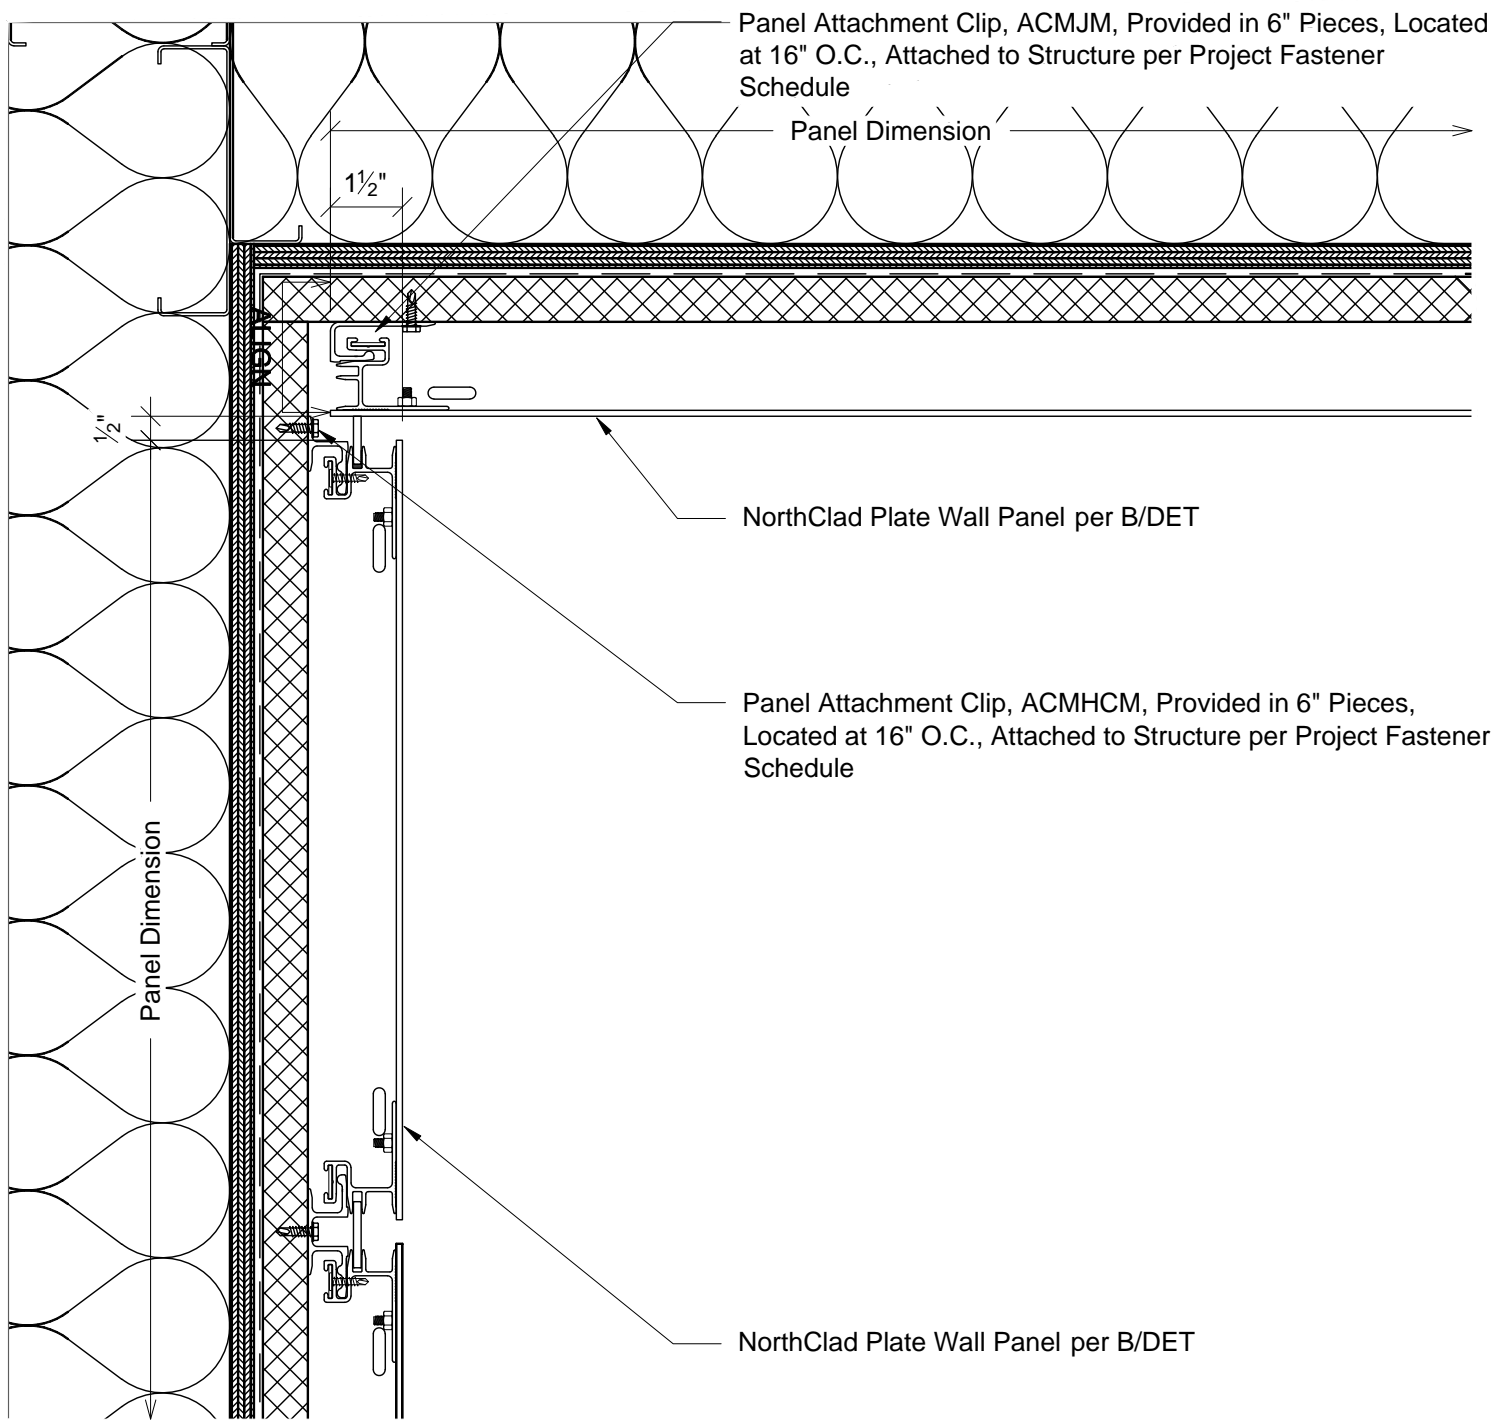 Panel Attachment Clip, ACMJM, Provided in 6" Pieces, Located
at 16" O.C., Attached to Structure per Project Fastener
Schedule
Panel Dimension
1½"
ALIGN
½"
NorthClad Plate Wall Panel per B/DET
Panel Attachment Clip, ACMHCM, Provided in 6" Pieces,
Located at 16" O.C., Attached to Structure per Project Fastener
Schedule
Panel Dimension
NorthClad Plate Wall Panel per B/DET